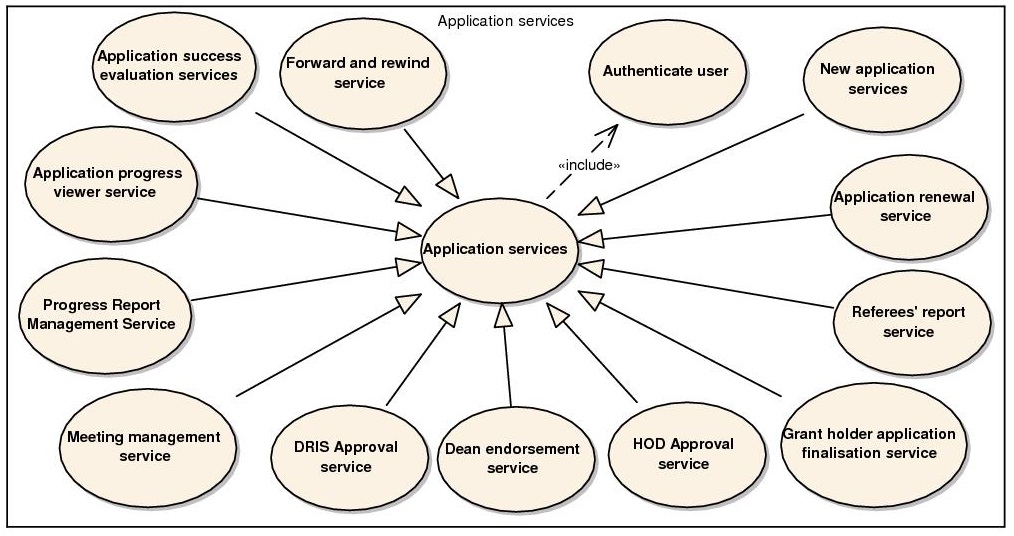 Application services
Application success
evaluation services
Forward and rewind
service
Authenticate user
New application
services
«include»
Application progress
viewer service
Application renewal
service
Application services
Progress Report
Management Service
Referees' report
service
Meeting management
service
DRIS Approval
service
Dean endorsement
service
HOD Approval
service
Grant holder application
finalisation service